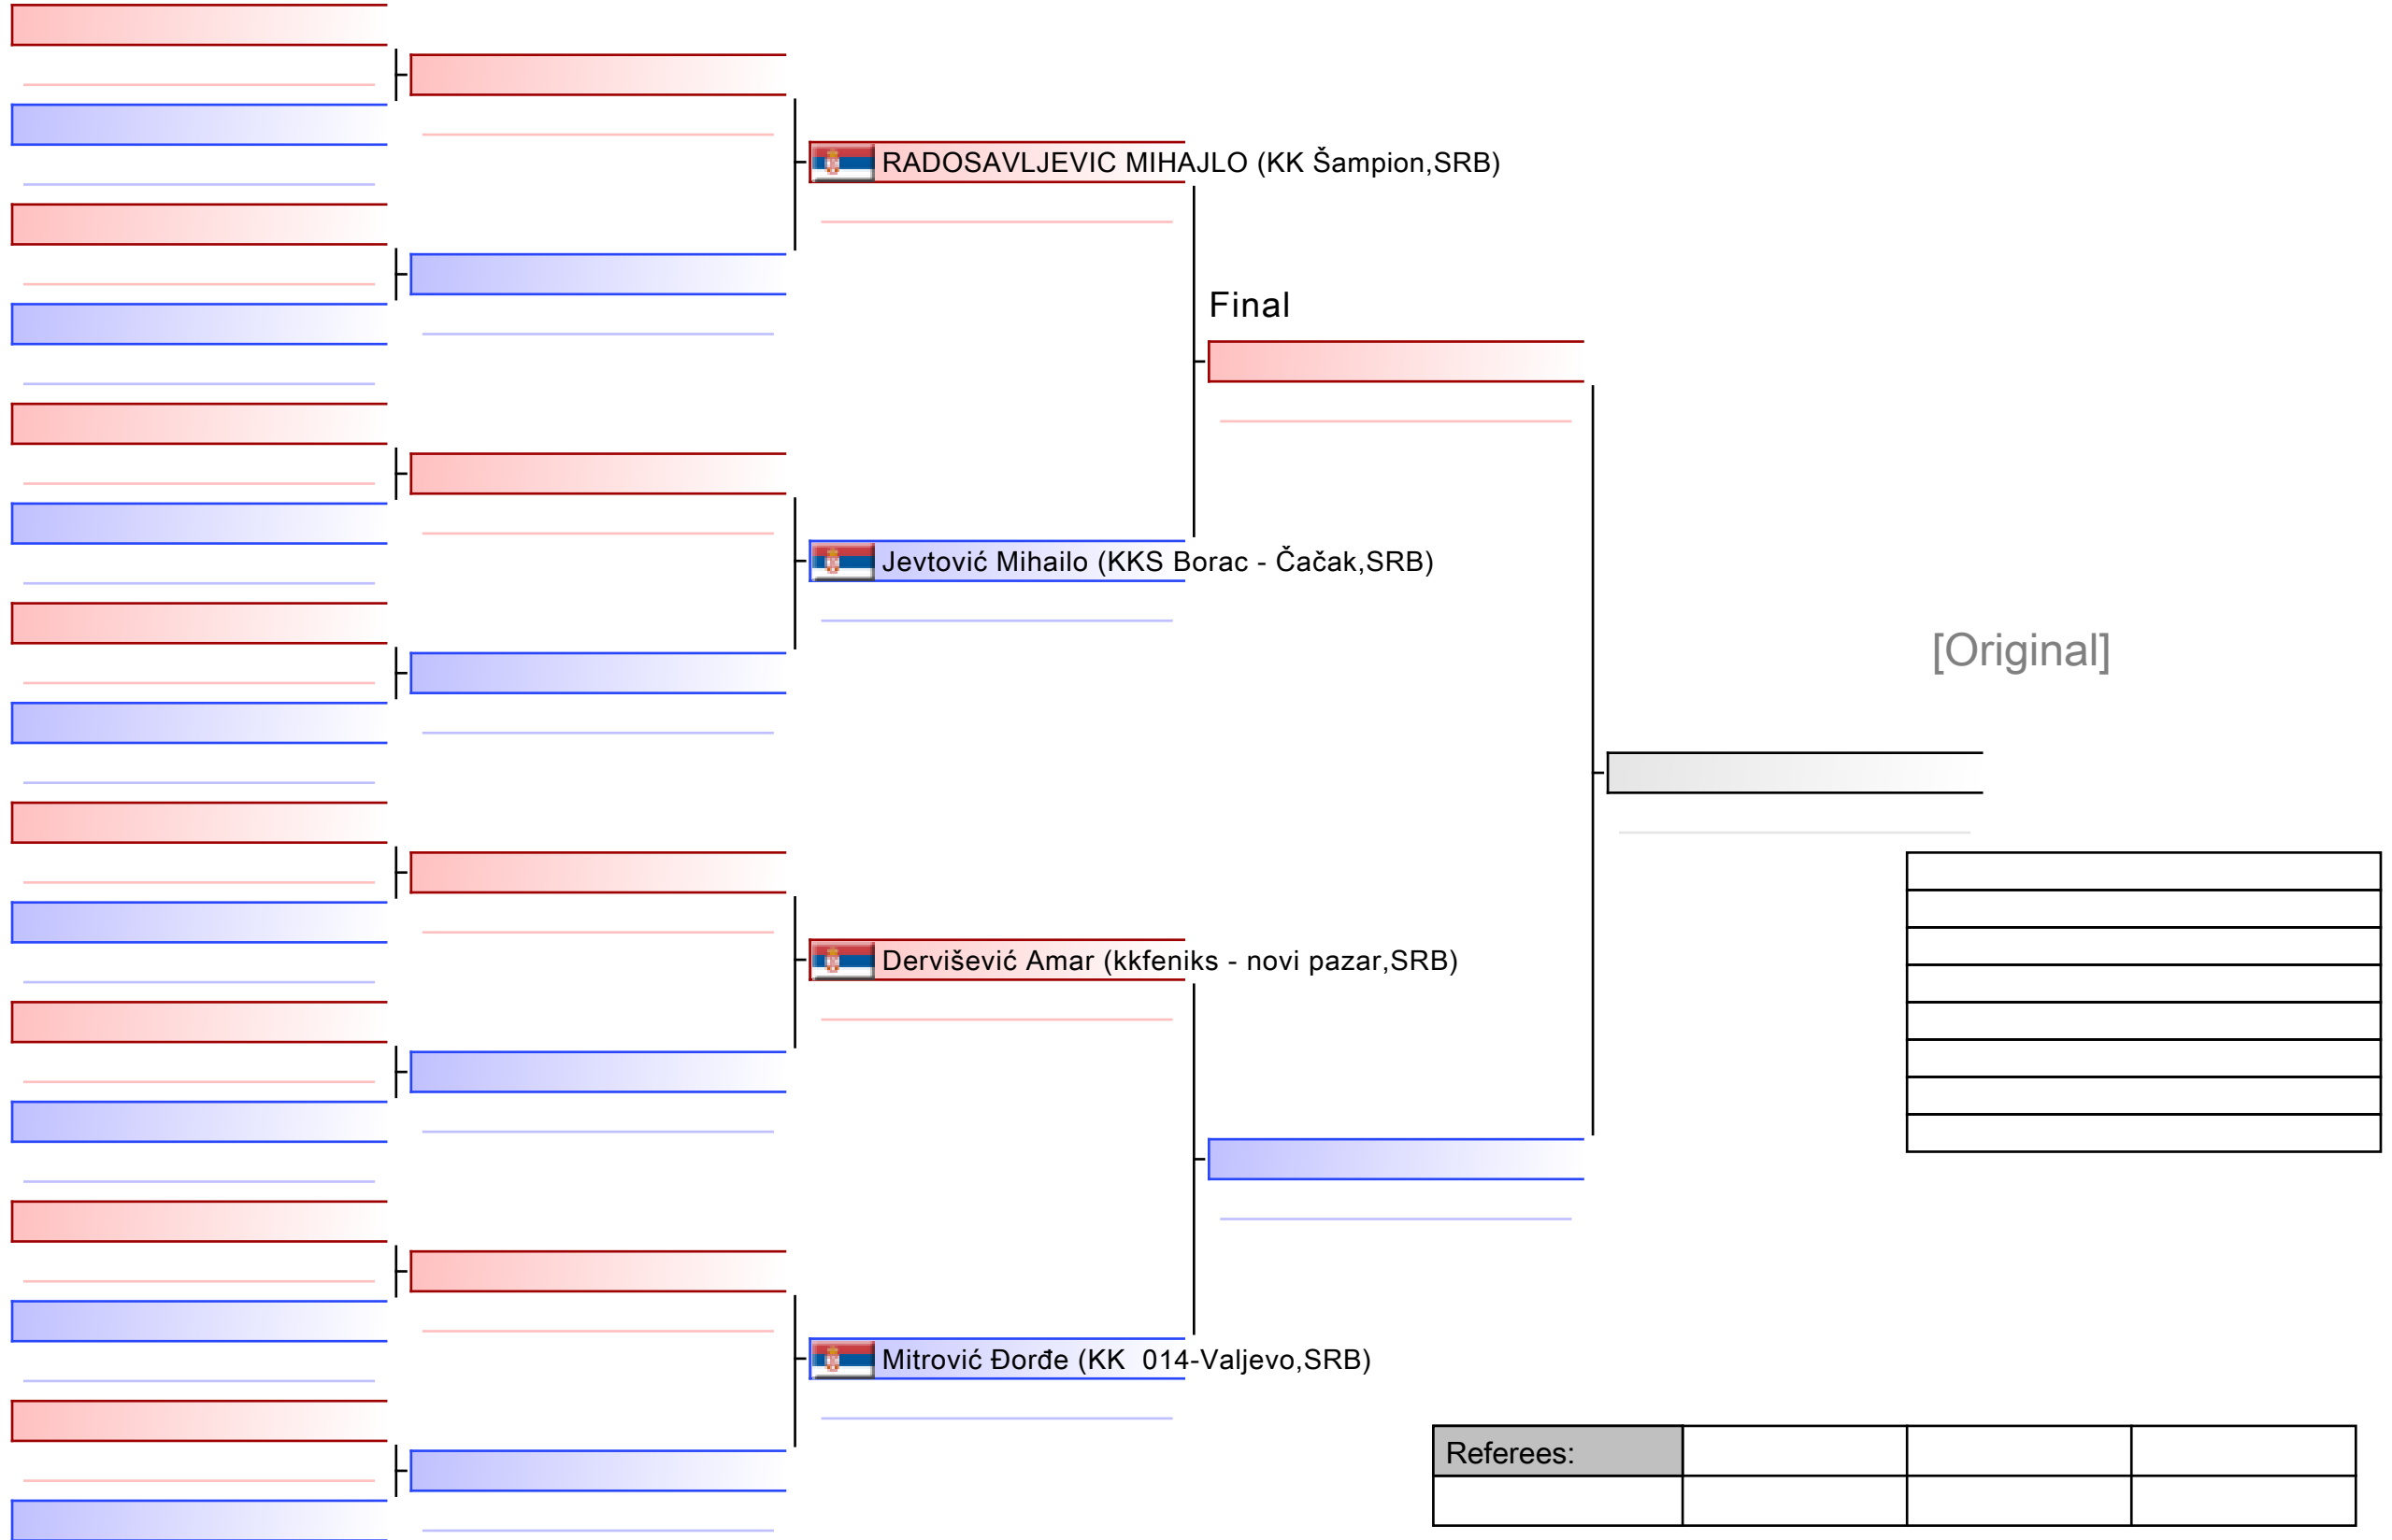 RADOSAVLJEVIC MIHAJLO (KK Šampion,SRB)
Final
Jevtović Mihailo (KKS Borac - Čačak,SRB)
[Original]
Dervišević Amar (kkfeniks - novi pazar,SRB)
Mitrović Đorđe (KK  014-Valjevo,SRB)
Referees: